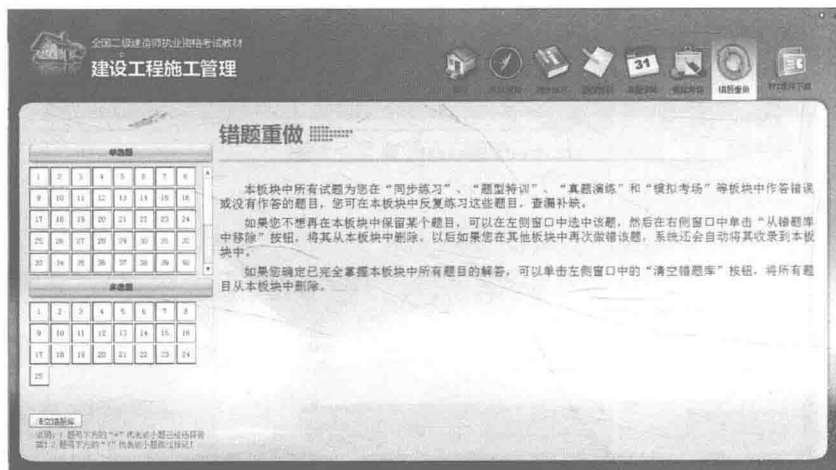 全国二级建造师执业资格考试教材
建设工程施工管理
31
错题重做
错题重做
单选题
1 2 3 4 5 6 7 8
9 10 11 12 13 14 15 16
17 18 19 20 21 22 23 24
25 26 27 28 29 30 31 32
33 34 35 36 37 38 39 40
多选题
1 2 3 4 5 6 7 8
9 10 11 12 13 14 15 16
17 18 19 20 21 22 23 24
25
清空错题库
本板块中所有试题为您在“同步练习”、“题型特训”、“真题演练”和“模拟考场”等板块中作答错误
或没有作答的题目，您可在本板块中反复练习这些题目，查漏补缺。
如果您不想再在本板块中保留某个题目，可以在左侧窗口中选中该题，然后在右侧窗口中单击“从错题库
中移除”按钮，将其从本板块中删除。以后如果您在其他板块中再次做错该题，系统还会自动将其收录到本板
块中。
如果您确定已完全掌握本板块中所有题目的解答，可以单击左侧窗口中的“清空错题库”按钮，将所有题
目从本板块中删除。